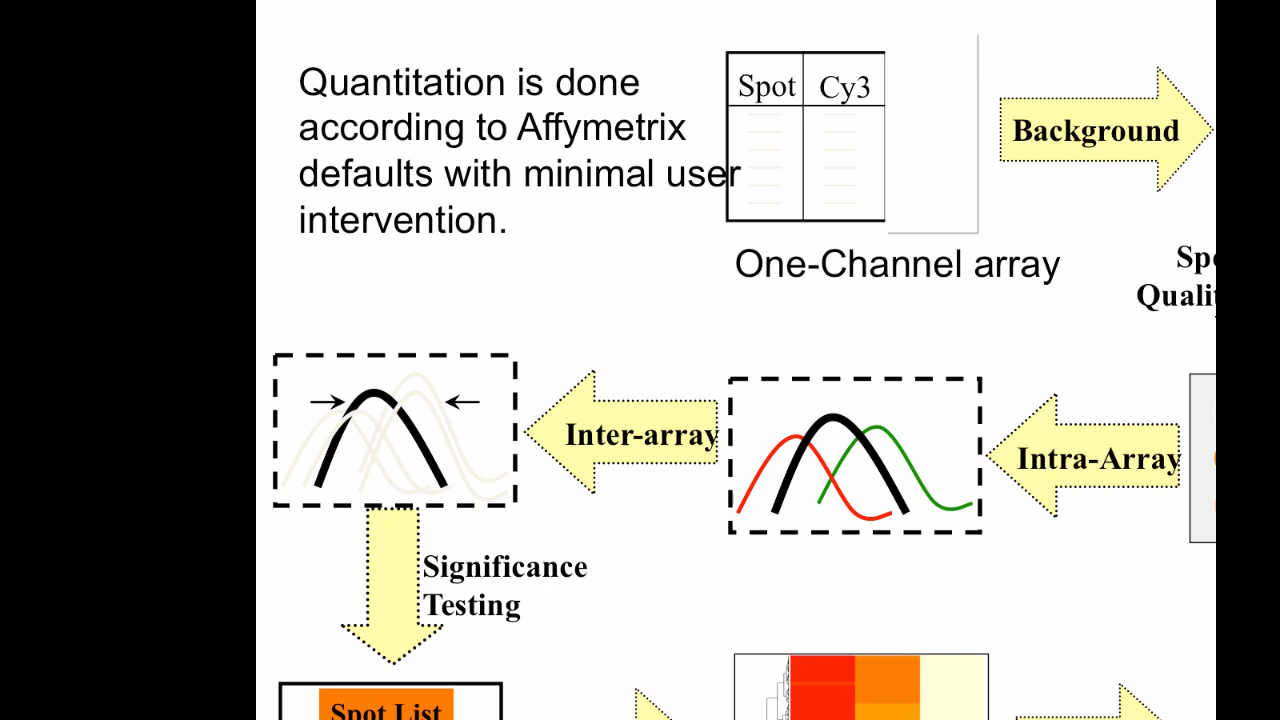 Quantitation is done
according to Affymetrix
defaults with minimal user
intervention.
Spot Cy3
One-Channel array
Background
Inter-array
Intra-Array
Significance
Testing
Spot List